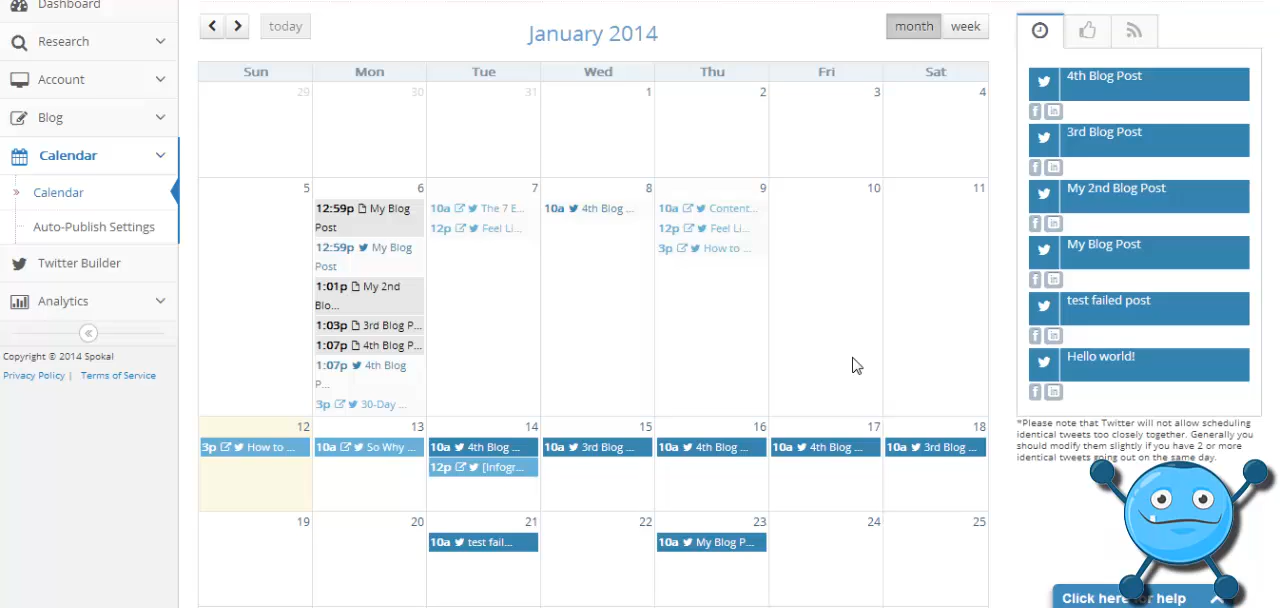 Dashboard
Research
Account
Blog
Calendar
» Calendar
Auto-Publish Settings
Twitter Builder
Analytics
«
Copyright © 2014 Spokal
Privacy Policy | Terms of Service
today
January 2014
month week
Sun Mon Tue Wed Thu Fri Sat
29 30 31 1 2 3 4
5 6 7 8 9 10 11
12:59p My Blog
Post
12:59p My Blog
Post
1:01p My 2nd
Blo...
1:03p 3rd Blog P...
1:07p 4th Blog P...
1:07p 4th Blog
P...
3p 30-Day ...
10a The 7 E...
12p Feel Li...
10a 4th Blog ...
10a Content...
12p Feel Li...
3p How to ...
12 13 14 15 16 17 18
3p How to ...
10a So Why ...
10a 4th Blog ...
12p [Infogr...
10a 3rd Blog ...
10a 4th Blog ...
10a 4th Blog ...
10a 3rd Blog ...
19 20 21 22 23 24 25
10a test fail...
10a My Blog P...
4th Blog Post
f in
3rd Blog Post
f in
My 2nd Blog Post
f in
My Blog Post
f in
test failed post
f in
Hello world!
f in
*Please note that Twitter will not allow scheduling
identical tweets too closely together. Generally you
should modify them slightly if you have 2 or more
identical tweets going out on the same day.
Click here for help